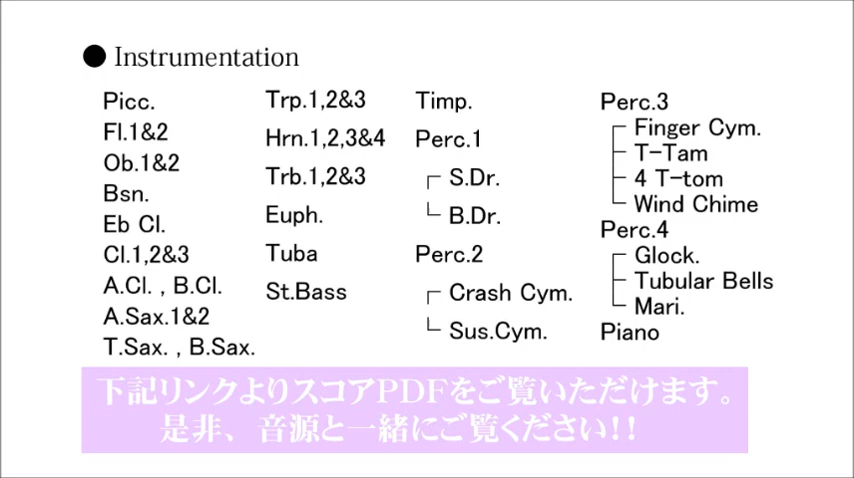 ● Instrumentation
Picc.
Fl.1&2
Ob.1&2
Bsn.
Eb Cl.
Cl.1,2&3
A.Cl. , B.Cl.
A.Sax.1&2
T.Sax. , B.Sax.
Trp.1,2&3
Hrn.1,2,3&4
Trb.1,2&3
Euph.
Tuba
St.Bass
Timp.
Perc.1
S.Dr.
B.Dr.
Perc.2
Crash Cym.
Sus.Cym.
Perc.3
Finger Cym.
T-Tam
4 T-tom
Wind Chime
Perc.4
Glock.
Tubular Bells
Mari.
Piano
下記リンクよりスコアPDFをご覧いただけます。
是非、音源と一緒にご覧ください!!